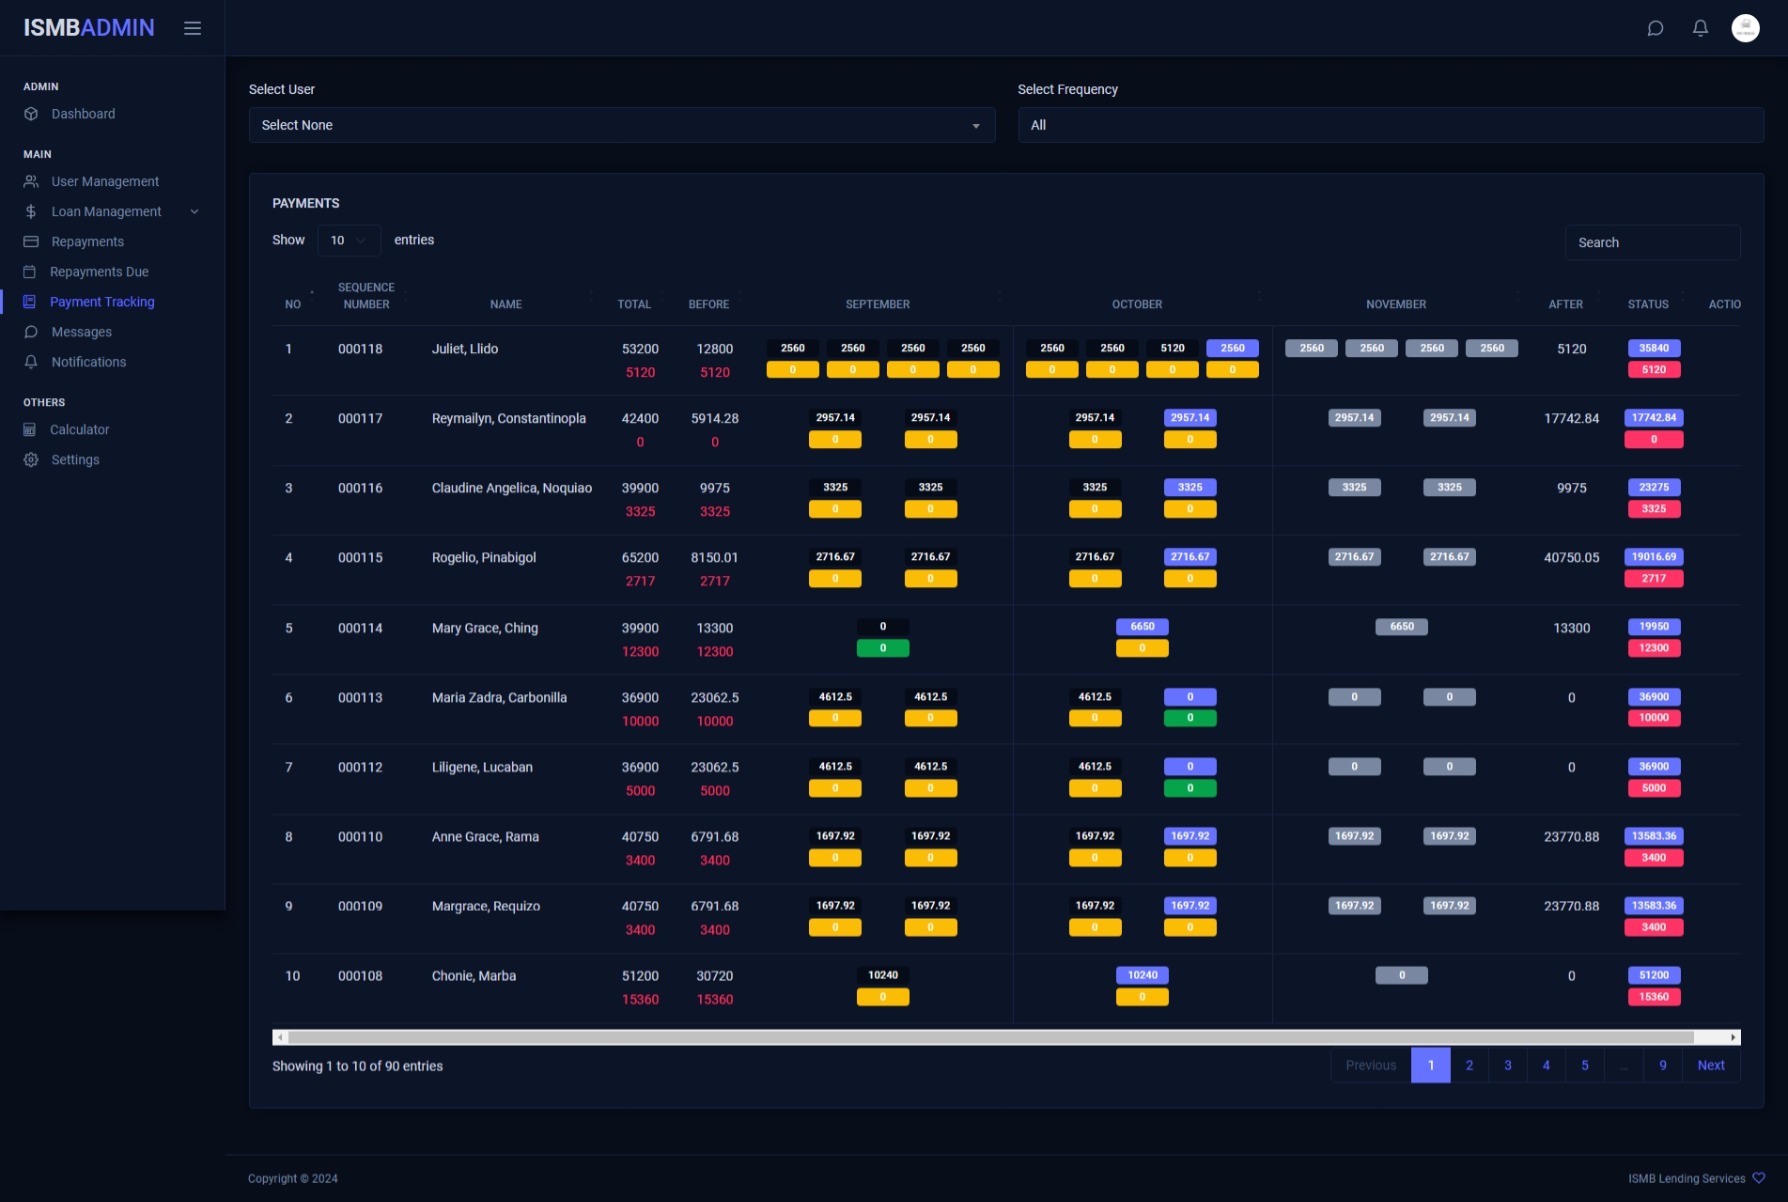 ISMBADMIN
ADMIN
Dashboard
MAIN
User Management
Loan Management
Repayments
Repayments Due
Payment Tracking
Messages
Notifications
OTHERS
Calculator
Settings
Select User
Select None
Select Frequency
All
PAYMENTS
Show 10 entries
Search
NO SEQUENCE NUMBER NAME TOTAL BEFORE SEPTEMBER OCTOBER NOVEMBER AFTER STATUS ACTIO
1 000118 Juliet, Llido 53200 12800 2560 2560 2560 2560 2560 2560 5120 2560 2560 2560 2560 2560 5120 35840
5120 5120 0 0 0 0 0 0 0 0 5120
2 000117 Reymailyn, Constantinopla 42400 5914.28 2957.14 2957.14 2957.14 2957.14 2957.14 2957.14 17742.84 17742.84
0 0 0 0 0 0 0
3 000116 Claudine Angelica, Noquiao 39900 9975 3325 3325 3325 3325 3325 3325 9975 23275
3325 3325 0 0 0 0 3325
4 000115 Rogelio, Pinabigol 65200 8150.01 2716.67 2716.67 2716.67 2716.67 2716.67 2716.67 40750.05 19016.69
2717 2717 0 0 0 0 2717
5 000114 Mary Grace, Ching 39900 13300 0 6650 6650 13300 19950
12300 12300 0 0 12300
6 000113 Maria Zadra, Carbonilla 36900 23062.5 4612.5 4612.5 4612.5 0 0 0 0 36900
10000 10000 0 0 0 0 10000
7 000112 Liligene, Lucaban 36900 23062.5 4612.5 4612.5 4612.5 0 0 0 0 36900
5000 5000 0 0 0 0 5000
8 000110 Anne Grace, Rama 40750 6791.68 1697.92 1697.92 1697.92 1697.92 1697.92 1697.92 23770.88 13583.36
3400 3400 0 0 0 0 3400
9 000109 Margrace, Requizo 40750 6791.68 1697.92 1697.92 1697.92 1697.92 1697.92 1697.92 23770.88 13583.36
3400 3400 0 0 0 0 3400
10 000108 Chonie, Marba 51200 30720 10240 10240 0 0 51200
15360 15360 0 0 15360
Showing 1 to 10 of 90 entries
Previous 1 2 3 4 5 ... 9 Next
Copyright © 2024
ISMB Lending Services